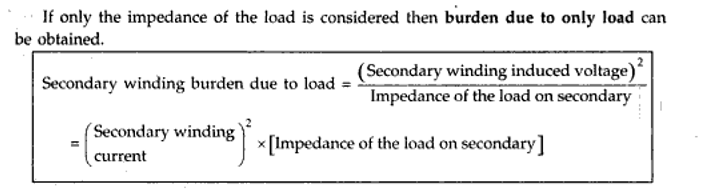 If only the impedance of the load is considered then burden due to only load can
be obtained.
Secondary winding burden due to load = (Secondary winding induced voltage)² / Impedance of the load on secondary
= (Secondary winding current)² × [Impedance of the load on secondary]